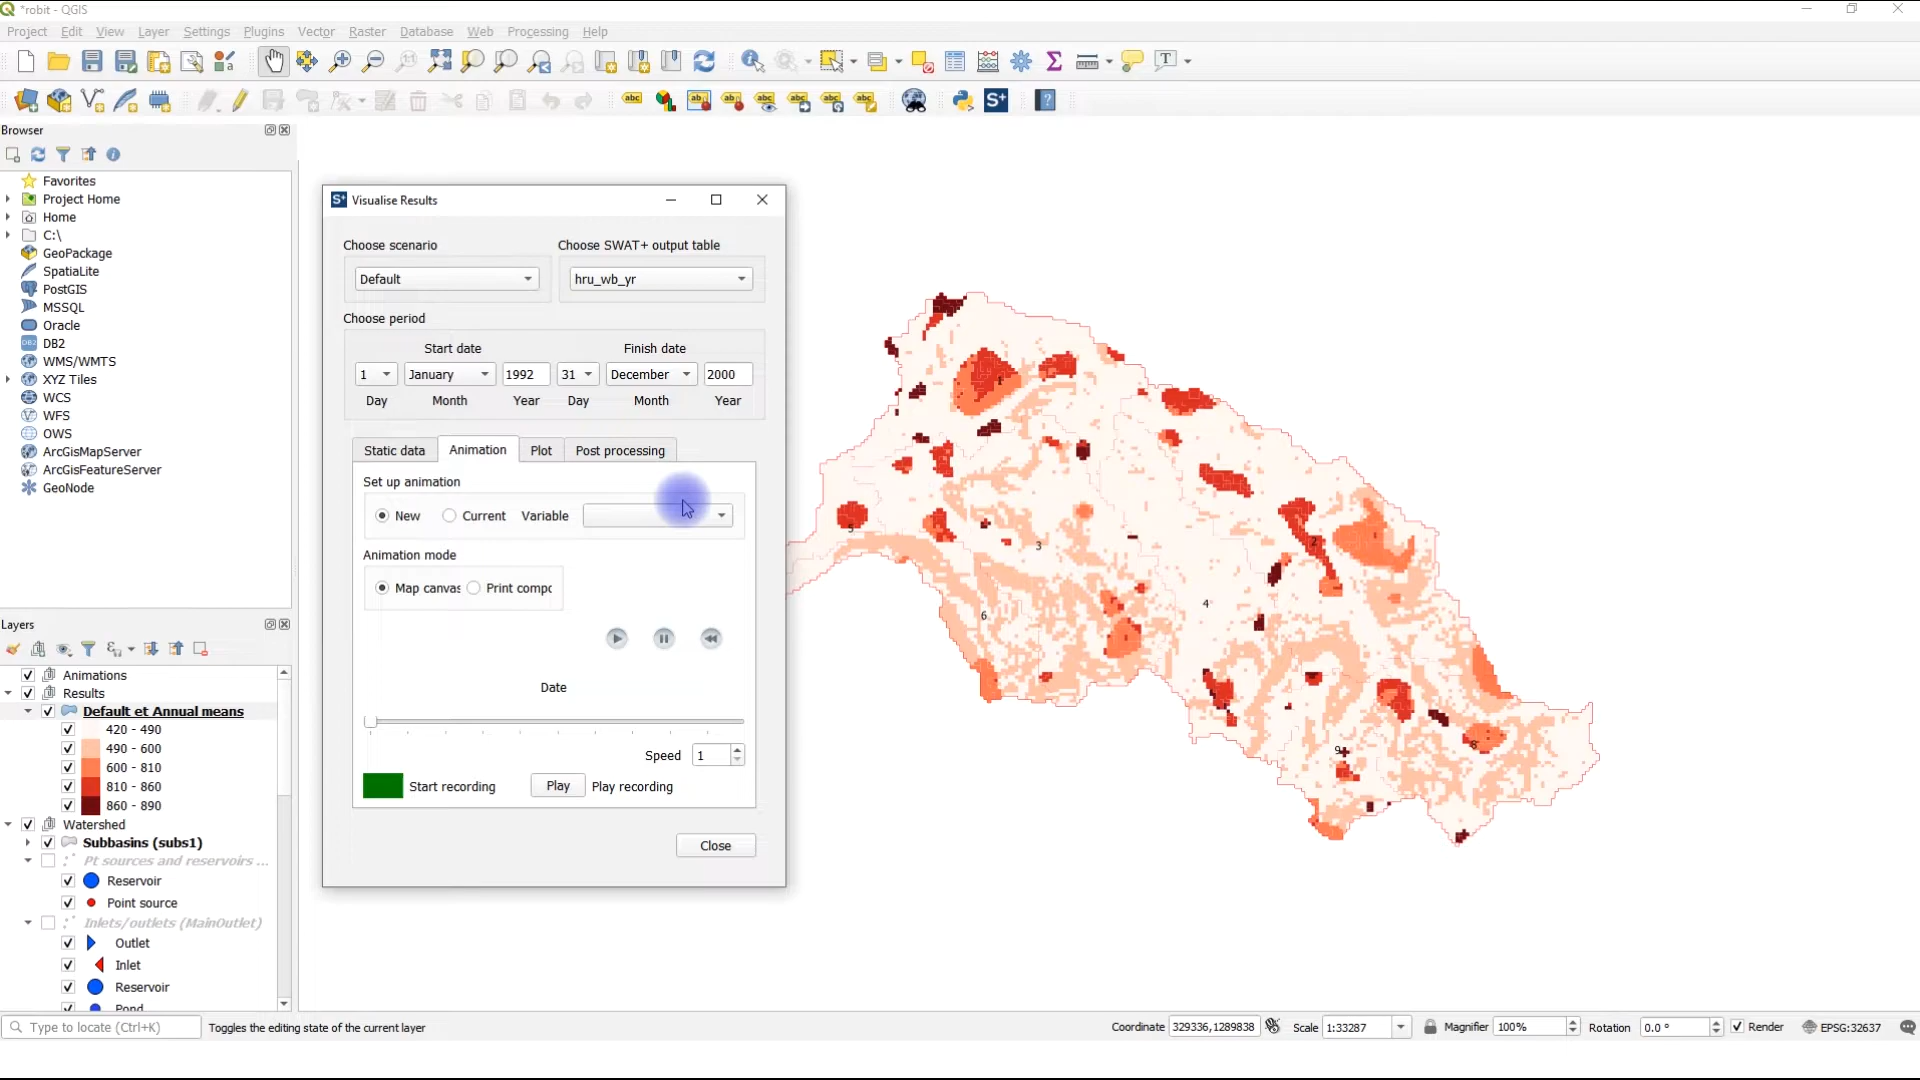 *robit - QGIS
Project Edit View Layer Settings Plugins Vector Raster Database Web Processing Help
Browser
Favorites
Project Home
Home
C:\
GeoPackage
SpatiaLite
PostGIS
MSSQL
Oracle
DB2
WMS/WMTS
XYZ Tiles
WCS
WFS
OWS
ArcGisMapServer
ArcGisFeatureServer
GeoNode
Layers
Animations
Results
Default et Annual means
420 - 490
490 - 600
600 - 810
810 - 860
860 - 890
Watershed
Subbasins (subs1)
Pt sources and reservoirs ...
Reservoir
Point source
Inlets/outlets (MainOutlet)
Outlet
Inlet
Reservoir
Pond
Visualise Results
Choose scenario Choose SWAT+ output table
Default hru_wb_yr
Choose period
Start date Finish date
1 January 1992 31 December 2000
Day Month Year Day Month Year
Static data Animation Plot Post processing
Set up animation
New Current Variable
Animation mode
Map canvas Print compo
Date
Speed 1
Start recording Play Play recording
Close
1
5
3
2
6
4
9
8
Type to locate (Ctrl+K) Toggles the editing state of the current layer Coordinate 329336,1289838 Scale 1:33287 Magnifier 100% Rotation 0.0 ° Render EPSG:32637